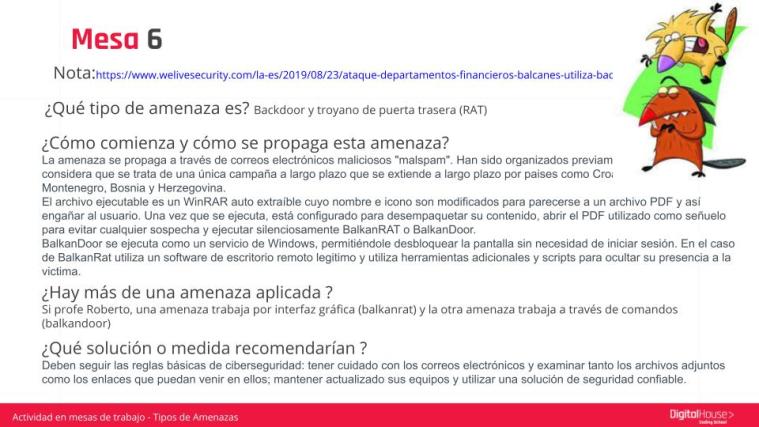 Mesa 6
Nota:https://www.welivesecurity.com/la-es/2019/08/23/ataque-departamentos-financieros-balcanes-utiliza-bac
¿Qué tipo de amenaza es? Backdoor y troyano de puerta trasera (RAT)
¿Cómo comienza y cómo se propaga esta amenaza?
La amenaza se propaga a través de correos electrónicos maliciosos "malspam". Han sido organizados previam
considera que se trata de una única campaña a largo plazo que se extiende a largo plazo por paises como Croa
Montenegro, Bosnia y Herzegovina.
El archivo ejecutable es un WinRAR auto extraíble cuyo nombre e icono son modificados para parecerse a un archivo PDF y así
engañar al usuario. Una vez que se ejecuta, está configurado para desempaquetar su contenido, abrir el PDF utilizado como señuelo
para evitar cualquier sospecha y ejecutar silenciosamente BalkanRAT o BalkanDoor.
BalkanDoor se ejecuta como un servicio de Windows, permitiéndole desbloquear la pantalla sin necesidad de iniciar sesión. En el caso
de BalkanRat utiliza un software de escritorio remoto legitimo y utiliza herramientas adicionales y scripts para ocultar su presencia a la
victima.
¿Hay más de una amenaza aplicada ?
Si profe Roberto, una amenaza trabaja por interfaz gráfica (balkanrat) y la otra amenaza trabaja a través de comandos
(balkandoor)
¿Qué solución o medida recomendarían ?
Deben seguir las reglas básicas de ciberseguridad: tener cuidado con los correos electrónicos y examinar tanto los archivos adjuntos
como los enlaces que puedan venir en ellos; mantener actualizado sus equipos y utilizar una solución de seguridad confiable.
Actividad en mesas de trabajo - Tipos de Amenazas
DigitalHouse>
Coding School